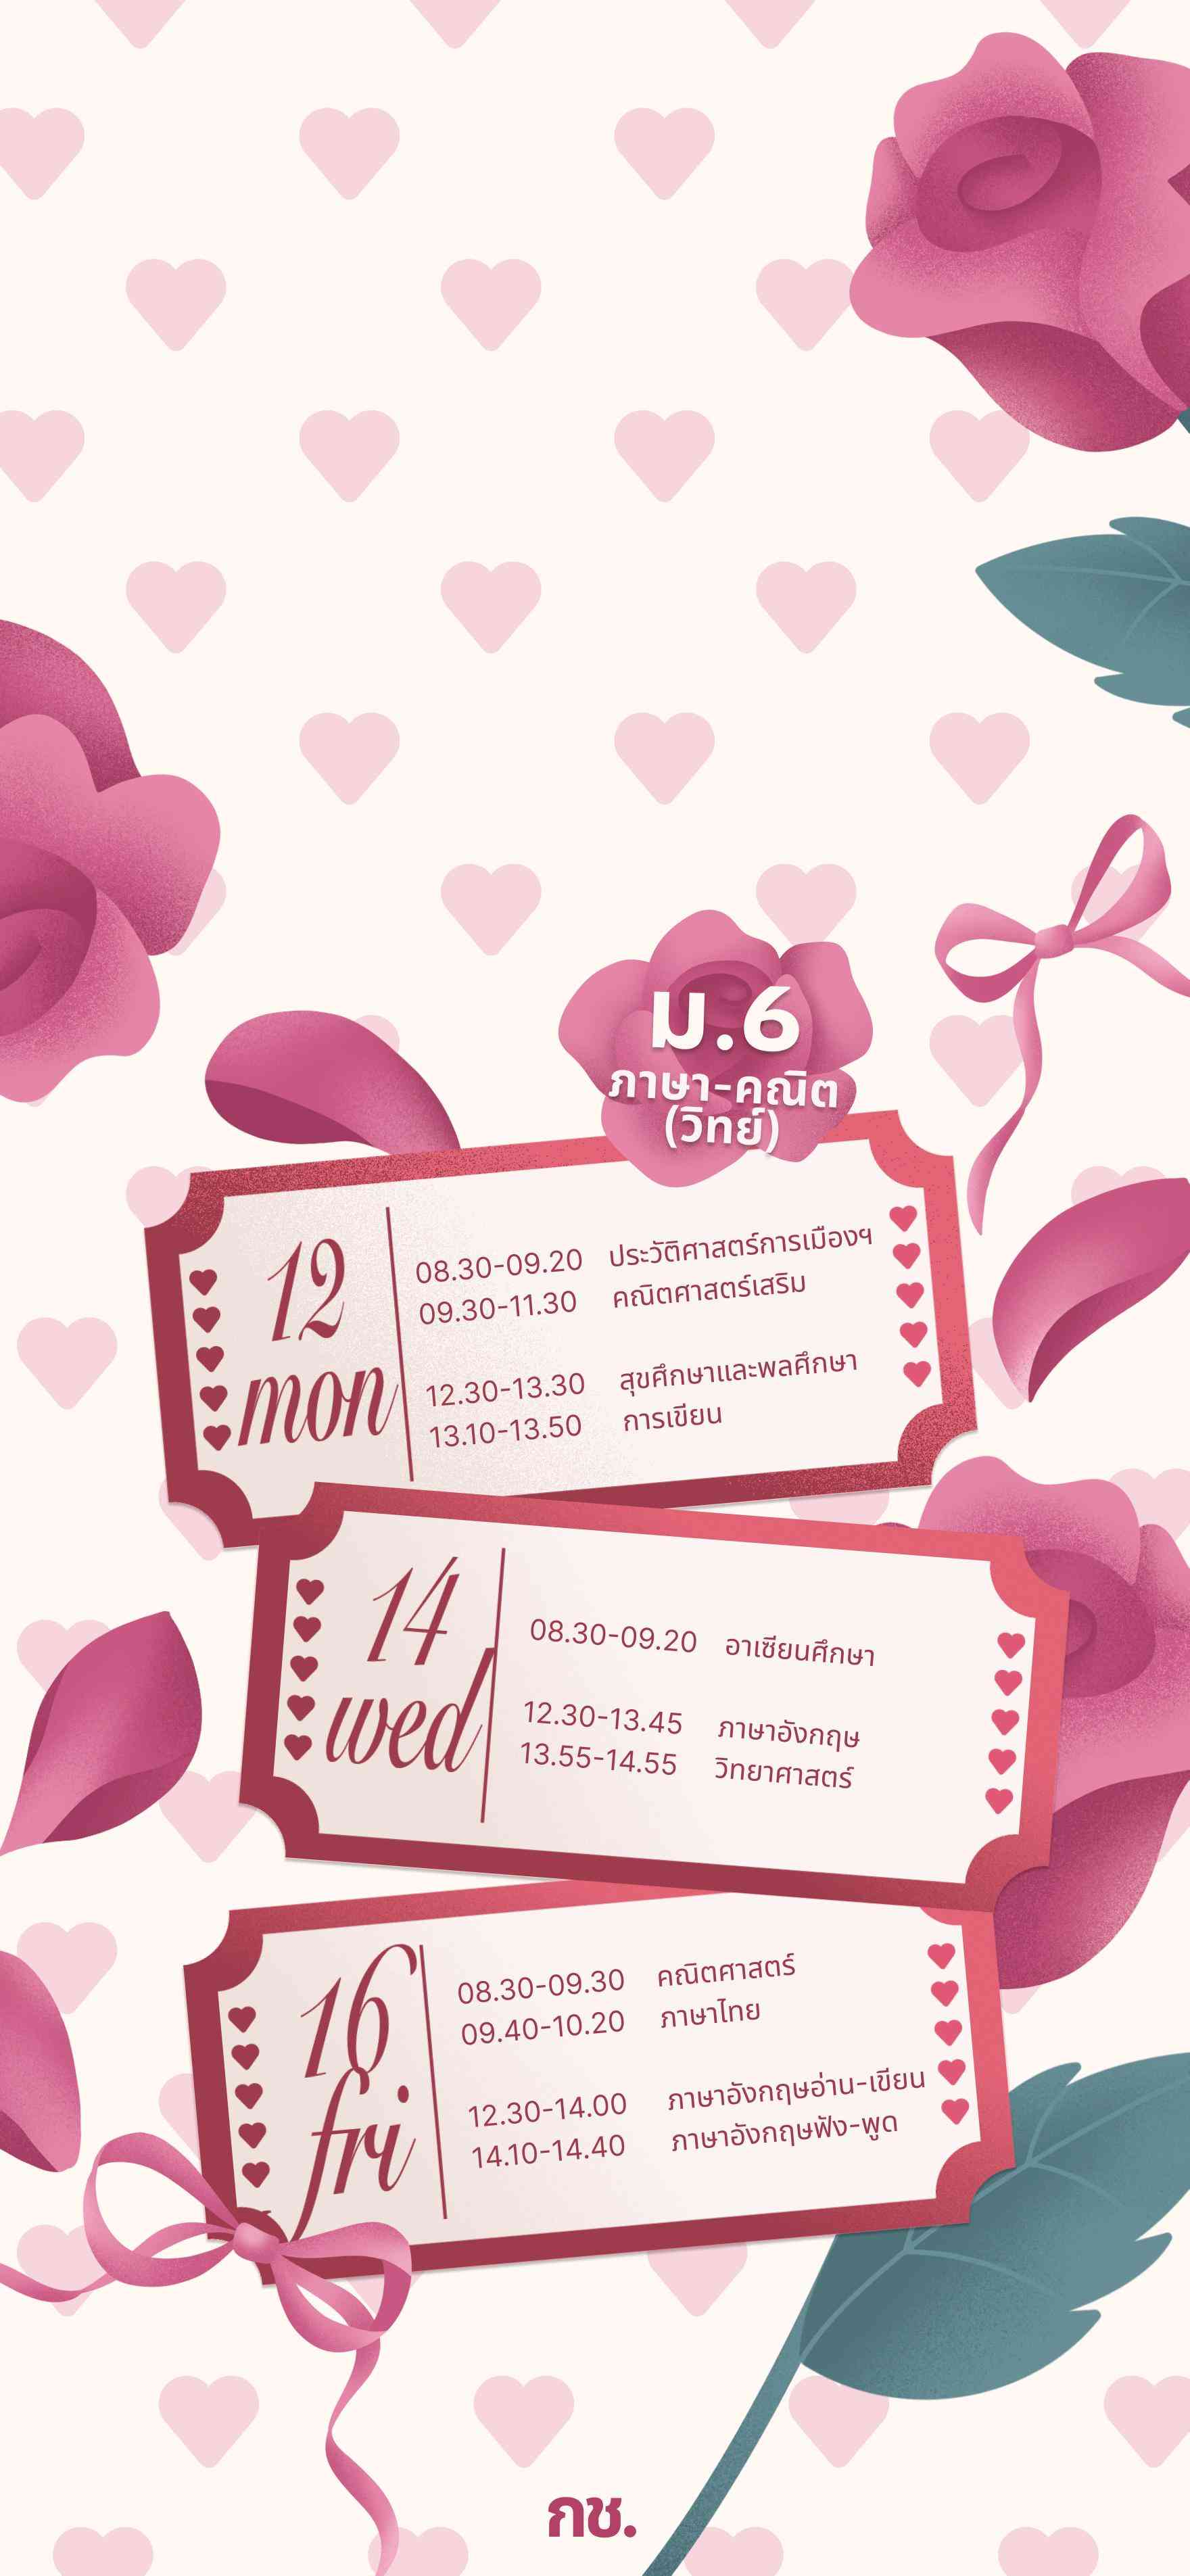 ม.6
ภาษา-คณิต
(วิทย์)
12
mon
08.30-09.20 ประวัติศาสตร์การเมืองฯ
09.30-11.30 คณิตศาสตร์เสริม
12.30-13.30 สุขศึกษาและพลศึกษา
13.10-13.50 การเขียน
14
wed
08.30-09.20 อาเซียนศึกษา
12.30-13.45 ภาษาอังกฤษ
13.55-14.55 วิทยาศาสตร์
16
fri
08.30-09.30 คณิตศาสตร์
09.40-10.20 ภาษาไทย
12.30-14.00 ภาษาอังกฤษอ่าน-เขียน
14.10-14.40 ภาษาอังกฤษฟัง-พูด
กช.